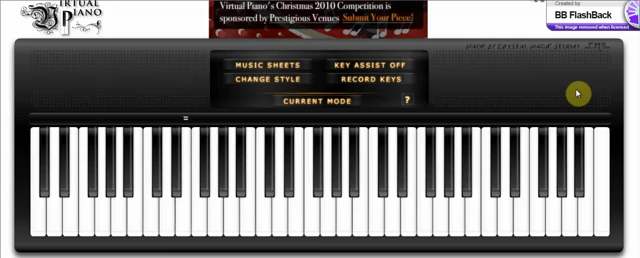 VIRTUAL
PIANO
Virtual Piano's Christmas 2010 Competition is
sponsored by Prestigious Venues Submit Your Piece!
Created by
BB FlashBack
This image removed when licensed
MUSIC SHEETS
KEY ASSIST OFF
CHANGE STYLE
RECORD KEYS
CURRENT MODE
?
=